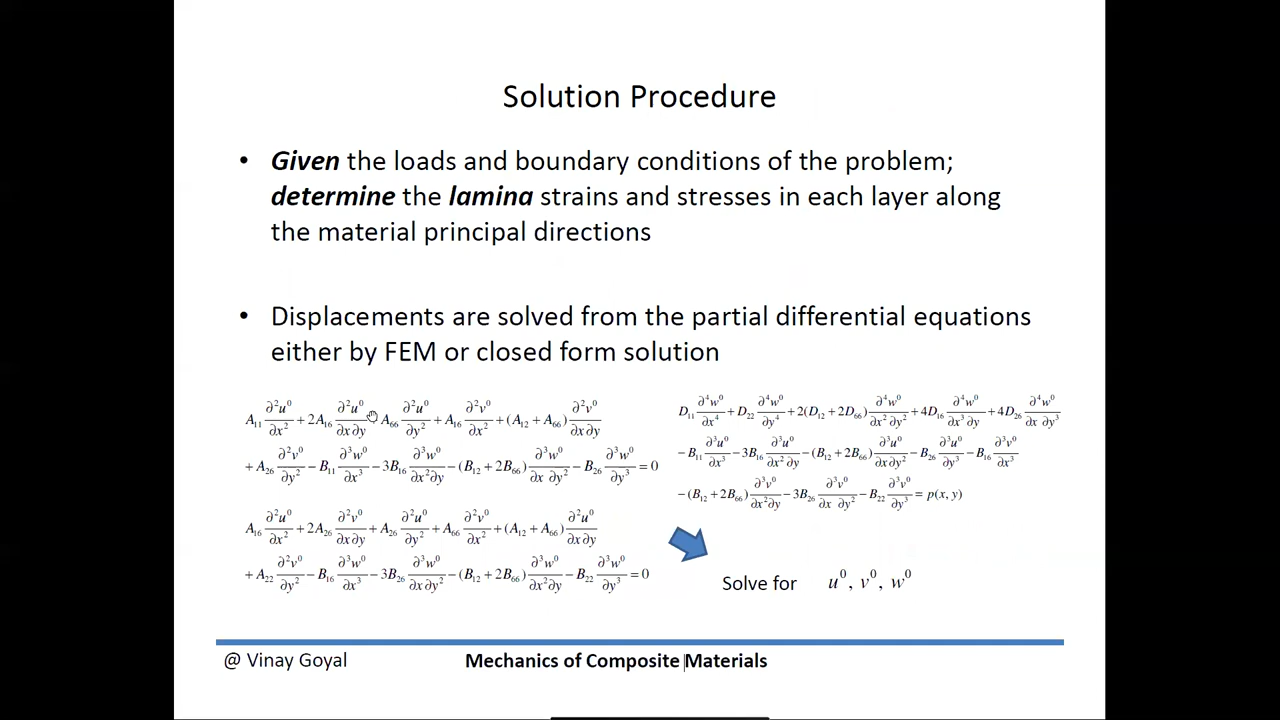 Solution Procedure
• Given the loads and boundary conditions of the problem;
determine the lamina strains and stresses in each layer along
the material principal directions
• Displacements are solved from the partial differential equations
either by FEM or closed form solution
A₁₁ ∂²u⁰/∂x² + 2A₁₆ ∂²u⁰/∂x∂y A₆₆ ∂²u⁰/∂y² + A₁₆ ∂²v⁰/∂x² + (A₁₂ + A₆₆) ∂²v⁰/∂x∂y
+ A₂₆ ∂²v⁰/∂y² − B₁₁ ∂³w⁰/∂x³ − 3B₁₆ ∂³w⁰/∂x²∂y − (B₁₂ + 2B₆₆) ∂³w⁰/∂x ∂y² − B₂₆ ∂³w⁰/∂y³ = 0
A₁₆ ∂²u⁰/∂x² + 2A₂₆ ∂²v⁰/∂x∂y + A₂₆ ∂²u⁰/∂y² + A₆₆ ∂²v⁰/∂x² + (A₁₂ + A₆₆) ∂²u⁰/∂x∂y
+ A₂₂ ∂²v⁰/∂y² − B₁₆ ∂³w⁰/∂x³ − 3B₂₆ ∂³w⁰/∂x∂y² − (B₁₂ + 2B₆₆) ∂³w⁰/∂x²∂y − B₂₂ ∂³w⁰/∂y³ = 0
D₁₁ ∂⁴w⁰/∂x⁴ + D₂₂ ∂⁴w⁰/∂y⁴ + 2(D₁₂ + 2D₆₆) ∂⁴w⁰/∂x²∂y² + 4D₁₆ ∂⁴w⁰/∂x³∂y + 4D₂₆ ∂⁴w⁰/∂x ∂y³
− B₁₁ ∂³u⁰/∂x³ − 3B₁₆ ∂³u⁰/∂x²∂y − (B₁₂ + 2B₆₆) ∂³u⁰/∂x∂y² − B₂₆ ∂³u⁰/∂y³ − B₁₆ ∂³v⁰/∂x³
− (B₁₂ + 2B₆₆) ∂³v⁰/∂x²∂y − 3B₂₆ ∂³v⁰/∂x ∂y² − B₂₂ ∂³v⁰/∂y³ = p(x, y)
Solve for u⁰, v⁰, w⁰
@ Vinay Goyal
Mechanics of Composite Materials